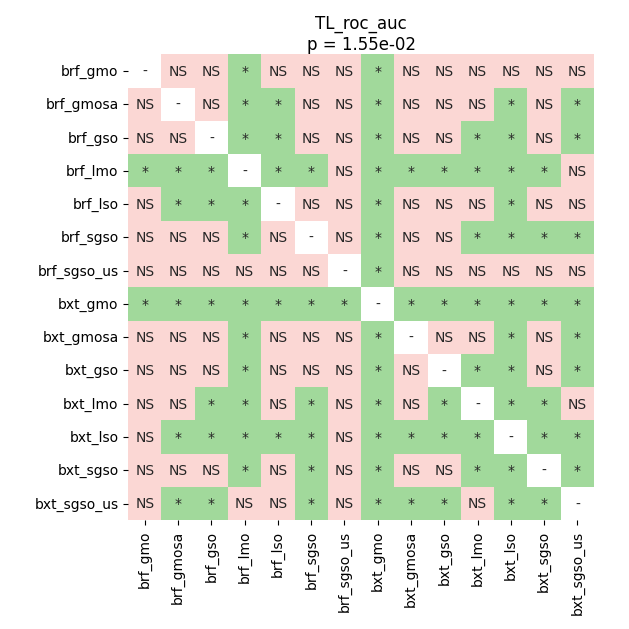 TL_roc_auc
p = 1.55e-02
brf_gmo - NS NS * NS NS NS * NS NS NS NS NS NS
brf_gmosa NS - NS * * NS NS * NS NS NS * NS *
brf_gso NS NS - * * NS NS * NS NS * * NS *
brf_lmo * * * - * * NS * * * * * * NS
brf_lso NS * * * - NS NS * NS NS NS * NS NS
brf_sgso NS NS NS * NS - NS * NS NS * * * *
brf_sgso_us NS NS NS NS NS NS - * NS NS NS NS NS NS
bxt_gmo * * * * * * * - * * * * * *
bxt_gmosa NS NS NS * NS NS NS * - NS NS * NS *
bxt_gso NS NS NS * NS NS NS * NS - * * NS *
bxt_lmo NS NS * * NS * NS * NS * - * * NS
bxt_lso NS * * * * * NS * * * * - * *
bxt_sgso NS NS NS * NS * NS * NS NS * * - *
bxt_sgso_us NS * * NS NS * NS * * * NS * * -
brf_gmo brf_gmosa brf_gso brf_lmo brf_lso brf_sgso brf_sgso_us bxt_gmo bxt_gmosa bxt_gso bxt_lmo bxt_lso bxt_sgso bxt_sgso_us